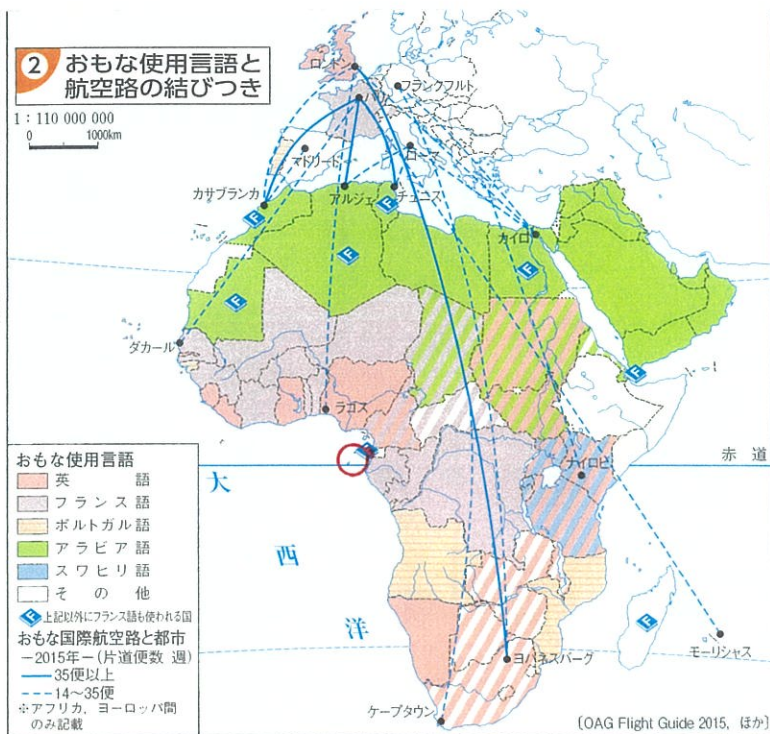 2 おもな使用言語と
航空路の結びつき
1：110 000 000
0 1000km
ロンドン
フランクフルト
パリ
マドリード
ローマ
カサブランカ
アルジェ
チュニス
カイロ
F
F
F
F
F
ダカール
ラゴス
F
赤道
ナイロビ
大
西
洋
F
モーリシャス
ヨハネスバーグ
ケープタウン
おもな使用言語
英語
フランス語
ポルトガル語
アラビア語
スワヒリ語
その他
F 上記以外にフランス語も使われる国
おもな国際航空路と都市
－2015年－(片道便数 週)
35便以上
14～35便
※アフリカ，ヨーロッパ間
のみ記載
〔OAG Flight Guide 2015，ほか〕